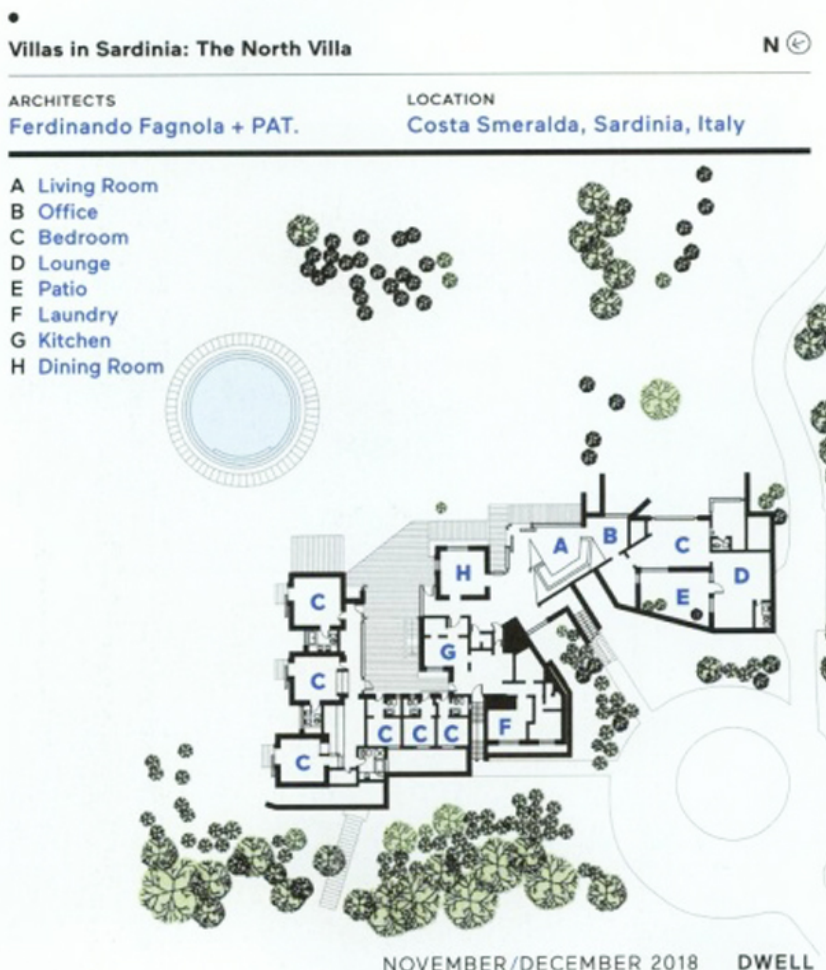 Villas in Sardinia: The North Villa
N
ARCHITECTS
Ferdinando Fagnola + PAT.
LOCATION
Costa Smeralda, Sardinia, Italy
A Living Room
B Office
C Bedroom
D Lounge
E Patio
F Laundry
G Kitchen
H Dining Room
A
B
C
D
E
H
G
C
C
C
C
C
C
F
NOVEMBER/DECEMBER 2018 DWELL